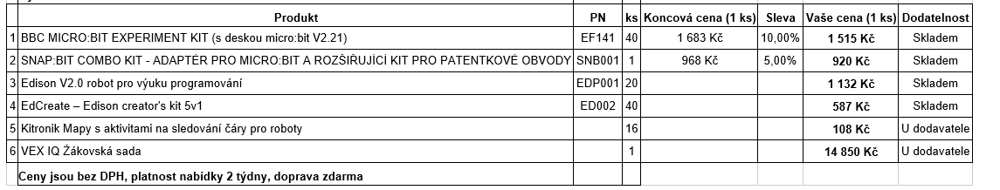 Produkt PN ks Koncová cena (1 ks) Sleva Vaše cena (1 ks) Dodatelnost
1 BBC MICRO:BIT EXPERIMENT KIT (s deskou micro:bit V2.21) EF141 40 1 683 Kč 10,00% 1 515 Kč Skladem
2 SNAP:BIT COMBO KIT - ADAPTÉR PRO MICRO:BIT A ROZŠIŘUJÍCÍ KIT PRO PATENTKOVÉ OBVODY SNB001 1 968 Kč 5,00% 920 Kč Skladem
3 Edison V2.0 robot pro výuku programování EDP001 20 1 132 Kč Skladem
4 EdCreate – Edison creator's kit 5v1 ED002 40 587 Kč Skladem
5 Kitronik Mapy s aktivitami na sledování čáry pro roboty 16 108 Kč U dodavatele
6 VEX IQ Žákovská sada 1 14 850 Kč U dodavatele
Ceny jsou bez DPH, platnost nabídky 2 týdny, doprava zdarma